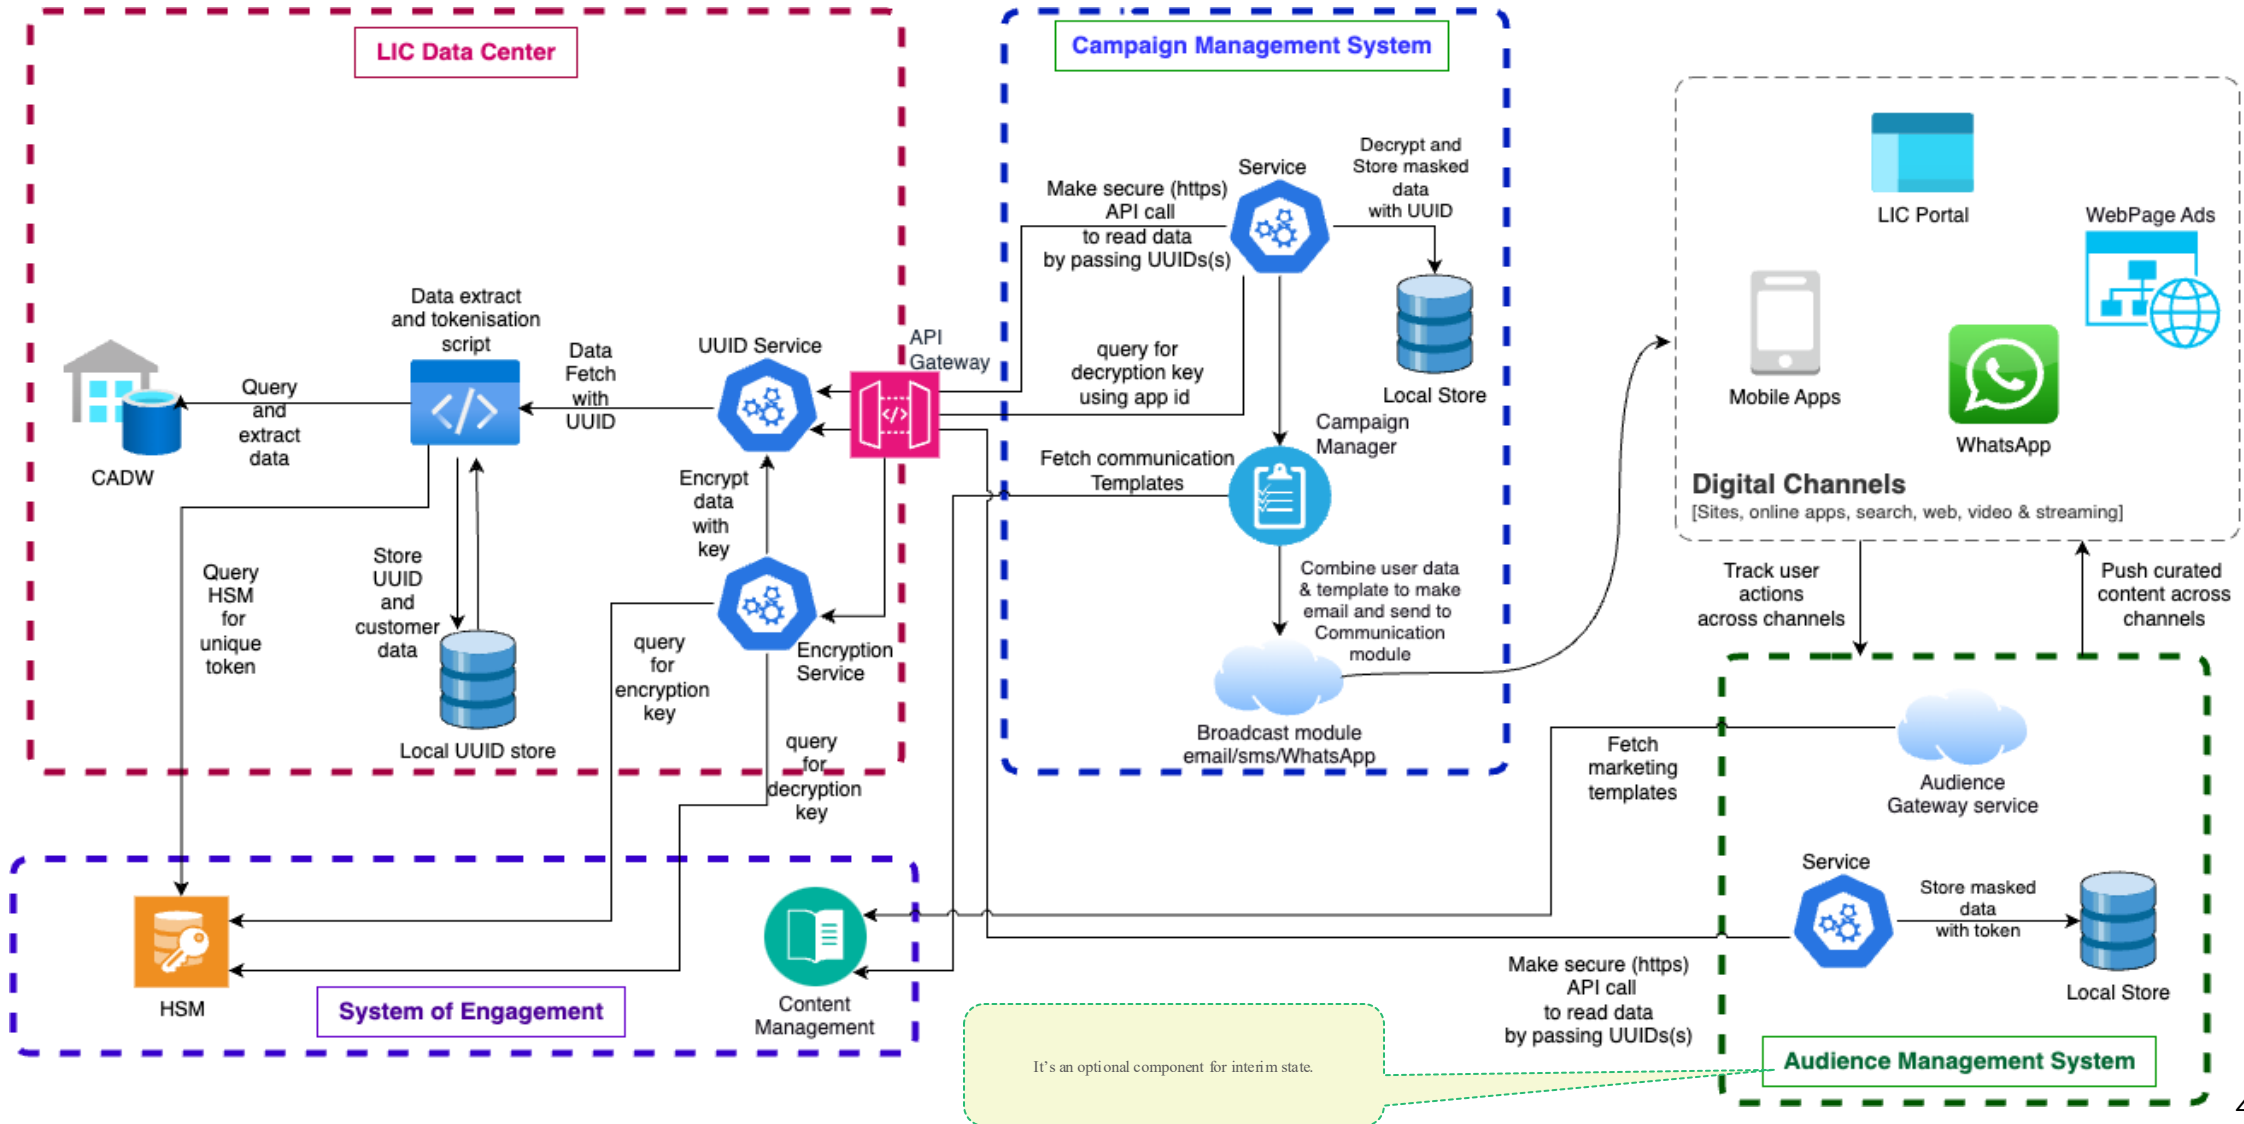 LIC Data Center
Campaign Management System
Decrypt and
Store masked
data
with UUID
Service
Make secure (https)
API call
to read data
by passing UUIDs(s)
LIC Portal
WebPage Ads
Data extract
and tokenisation
script
Data
Fetch
with
UUID
UUID Service
API
Gateway
query for
decryption key
using app id
Local Store
Mobile Apps
WhatsApp
Query
and
extract
data
CADW
Campaign
Manager
Fetch communication
Templates
Digital Channels
[Sites, online apps, search, web, video & streaming]
Encrypt
data
with
key
Query
HSM
for
unique
token
Store
UUID
and
customer
data
Combine user data
& template to make
email and send to
Communication
module
Track user
actions
across channels
Push curated
content across
channels
Encryption
Service
query
for
encryption
key
Local UUID store
query
for
decryption
key
Broadcast module
email/sms/WhatsApp
Fetch
marketing
templates
Audience
Gateway service
Service
Store masked
data
with token
Local Store
HSM
System of Engagement
Content
Management
Make secure (https)
API call
to read data
by passing UUIDs(s)
It's an optional component for interim state.
Audience Management System